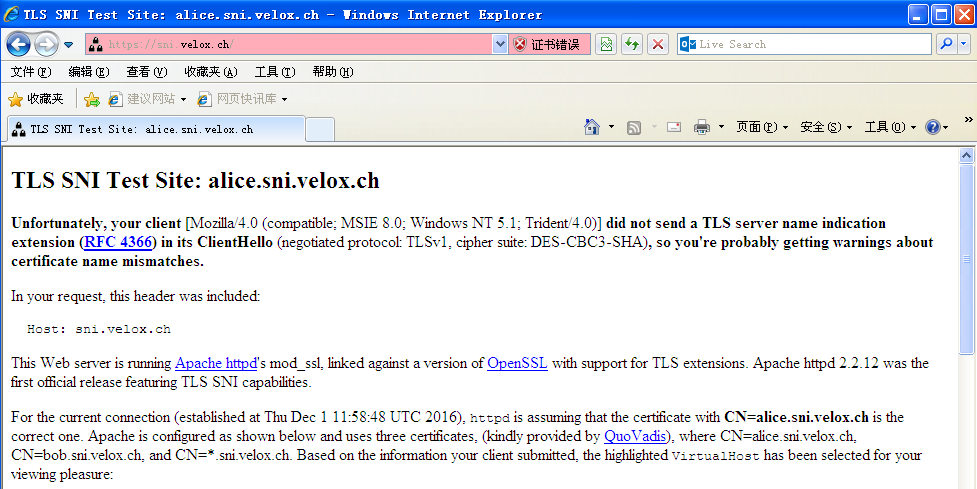 TLS SNI Test Site: alice.sni.velox.ch - Windows Internet Explorer
https://sni.velox.ch/
证书错误
Live Search
文件(F) 编辑(E) 查看(V) 收藏夹(A) 工具(T) 帮助(H)
收藏夹 建议网站 网页快讯库
TLS SNI Test Site: alice.sni.velox.ch
页面(P) 安全(S) 工具(O)
TLS SNI Test Site: alice.sni.velox.ch
Unfortunately, your client [Mozilla/4.0 (compatible; MSIE 8.0; Windows NT 5.1; Trident/4.0)] did not send a TLS server name indication
extension (RFC 4366) in its ClientHello (negotiated protocol: TLSv1, cipher suite: DES-CBC3-SHA), so you're probably getting warnings about
certificate name mismatches.
In your request, this header was included:
Host: sni.velox.ch
This Web server is running Apache httpd's mod_ssl, linked against a version of OpenSSL with support for TLS extensions. Apache httpd 2.2.12 was the
first official release featuring TLS SNI capabilities.
For the current connection (established at Thu Dec 1 11:58:48 UTC 2016), httpd is assuming that the certificate with CN=alice.sni.velox.ch is the
correct one. Apache is configured as shown below and uses three certificates, (kindly provided by QuoVadis), where CN=alice.sni.velox.ch,
CN=bob.sni.velox.ch, and CN=*.sni.velox.ch. Based on the information your client submitted, the highlighted VirtualHost has been selected for your
viewing pleasure: